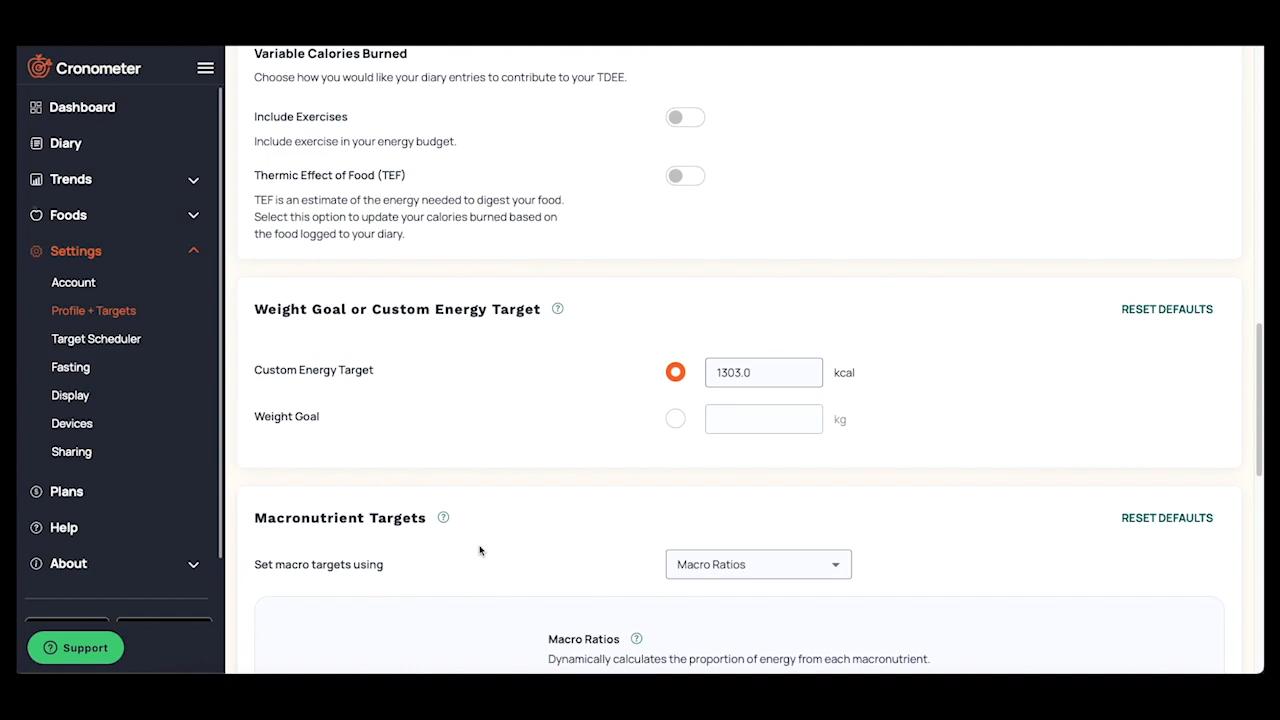 Cronometer
Dashboard
Diary
Trends
Foods
Settings
Account
Profile + Targets
Target Scheduler
Fasting
Display
Devices
Sharing
Plans
Help
About
Support
Variable Calories Burned
Choose how you would like your diary entries to contribute to your TDEE.
Include Exercises
Include exercise in your energy budget.
Thermic Effect of Food (TEF)
TEF is an estimate of the energy needed to digest your food.
Select this option to update your calories burned based on
the food logged to your diary.
Weight Goal or Custom Energy Target
RESET DEFAULTS
Custom Energy Target
1303.0 kcal
Weight Goal
kg
Macronutrient Targets
RESET DEFAULTS
Set macro targets using
Macro Ratios
Macro Ratios
Dynamically calculates the proportion of energy from each macronutrient.